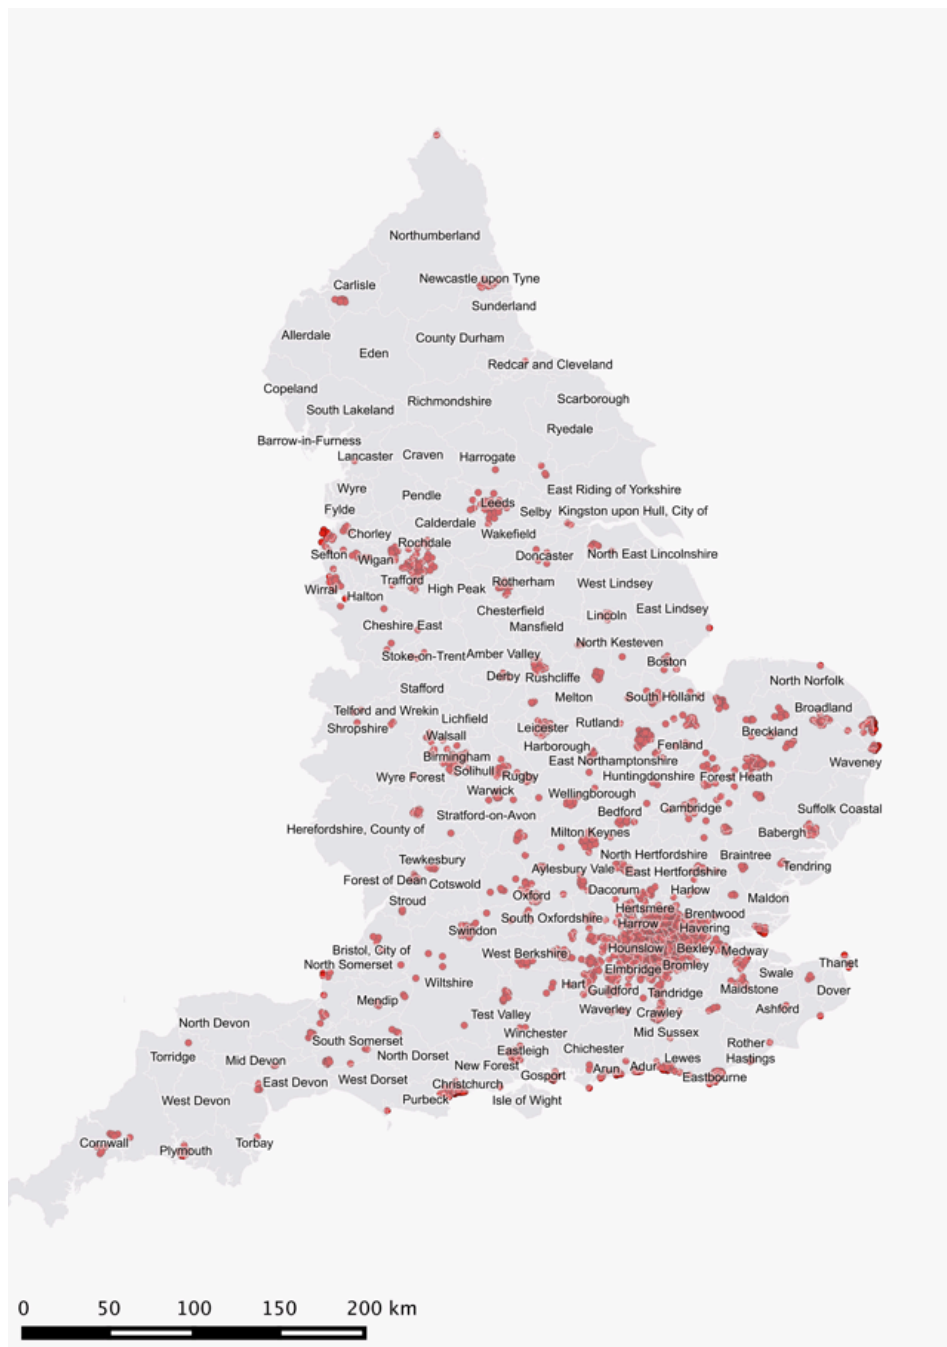 Northumberland
Newcastle upon Tyne
Carlisle
Sunderland
Allerdale
County Durham
Eden
Redcar and Cleveland
Copeland
Scarborough
Richmondshire
South Lakeland
Ryedale
Barrow-in-Furness
Lancaster
Craven
Harrogate
Wyre
East Riding of Yorkshire
Pendle
Leeds
Fylde
Selby
Kingston upon Hull, City of
Calderdale
Chorley
Wakefield
Rochdale
Sefton
Wigan
Doncaster
North East Lincolnshire
Trafford
Rotherham
West Lindsey
Wirral
High Peak
Halton
Chesterfield
East Lindsey
Lincoln
Cheshire East
Mansfield
North Kesteven
Stoke-on-Trent
Amber Valley
Boston
Derby
Rushcliffe
North Norfolk
Stafford
Melton
South Holland
Telford and Wrekin
Broadland
Lichfield
Rutland
Shropshire
Leicester
Breckland
Walsall
Harborough
Fenland
Birmingham
East Northamptonshire
Waveney
Solihull
Rugby
Huntingdonshire
Forest Heath
Wyre Forest
Warwick
Wellingborough
Stratford-on-Avon
Bedford
Cambridge
Suffolk Coastal
Herefordshire, County of
Milton Keynes
Babergh
North Hertfordshire
Braintree
Tewkesbury
Aylesbury Vale
East Hertfordshire
Tendring
Forest of Dean
Cotswold
Dacorum
Harlow
Oxford
Maldon
Stroud
Hertsmere
Brentwood
South Oxfordshire
Harrow
Havering
Swindon
Bristol, City of
Hounslow
Bexley
Medway
West Berkshire
North Somerset
Elmbridge
Bromley
Thanet
Swale
Wiltshire
Hart
Guildford
Tandridge
Maidstone
Dover
Mendip
Waverley
Crawley
Ashford
Test Valley
North Devon
Winchester
Mid Sussex
South Somerset
Rother
Eastleigh
Chichester
Torridge
North Dorset
Mid Devon
Lewes
Hastings
New Forest
Arun
Adur
East Devon
West Dorset
Gosport
Eastbourne
Christchurch
West Devon
Purbeck
Isle of Wight
Cornwall
Torbay
Plymouth
0 50 100 150 200 km